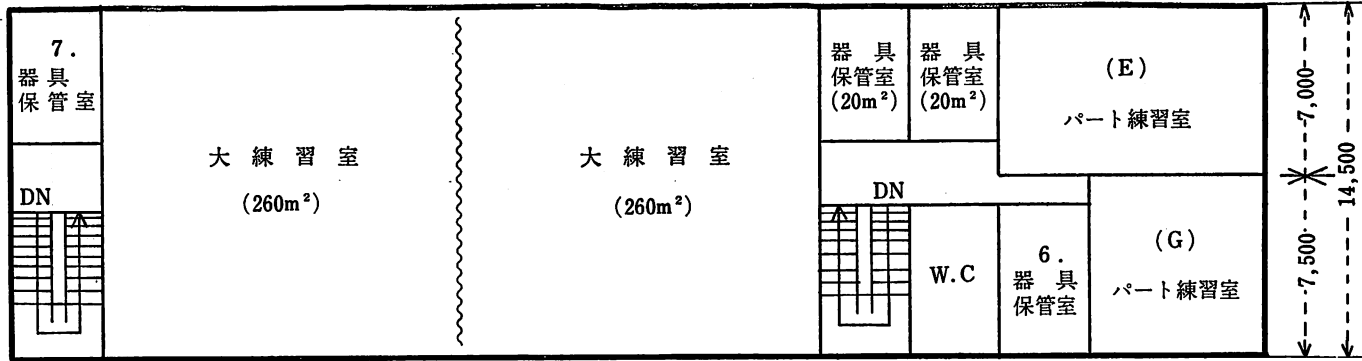 7.
器具
保管室
DN
大練習室
(260m²)
大練習室
(260m²)
器具
保管室
(20m²)
器具
保管室
(20m²)
(E)
パート練習室
DN
W.C
6.
器具
保管室
(G)
パート練習室
7,000
7,500
14,500